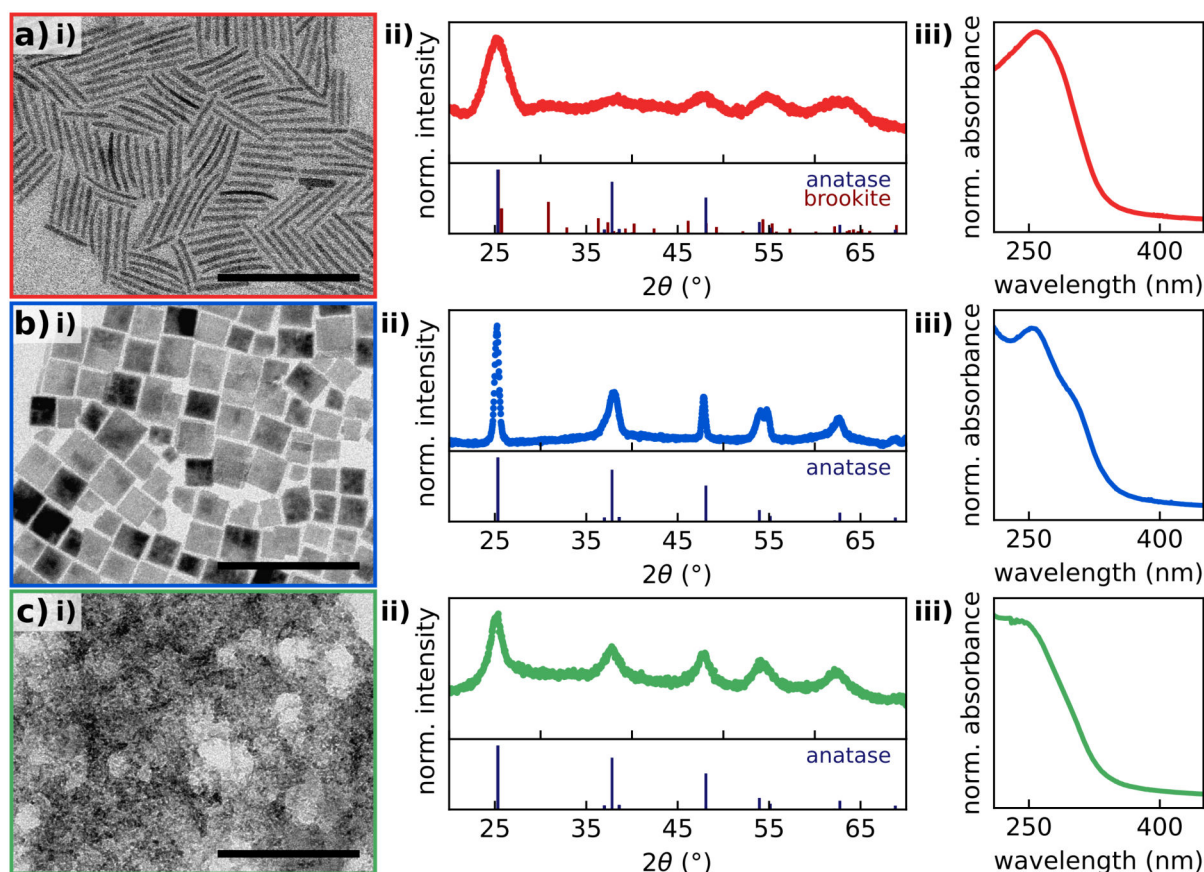 a) i)
ii)
norm. intensity
anatase
brookite
25 35 45 55 65
2θ (°)
iii)
norm. absorbance
250 400
wavelength (nm)
b) i)
ii)
norm. intensity
anatase
25 35 45 55 65
2θ (°)
iii)
norm. absorbance
250 400
wavelength (nm)
c) i)
ii)
norm. intensity
anatase
25 35 45 55 65
2θ (°)
iii)
norm. absorbance
250 400
wavelength (nm)